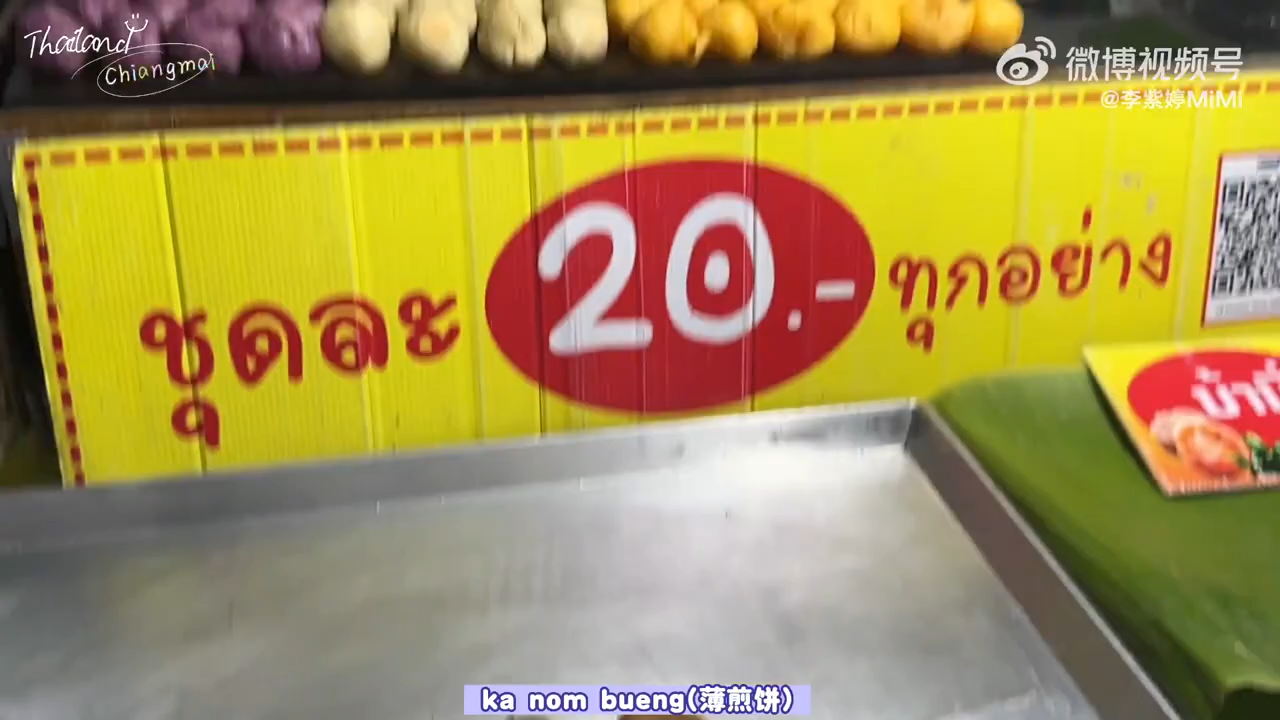 Thailand
Chiangmai
微博视频号
@李紫婷MiMi
ชุดละ 20.- ทุกอย่าง
ka nom bueng(薄煎饼)